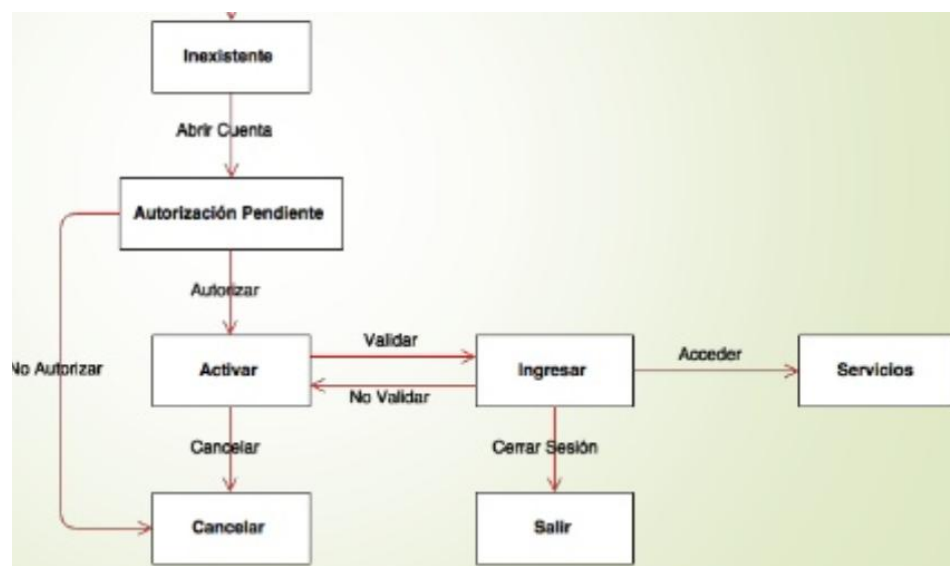 Inexistente
Abrir Cuenta
Autorización Pendiente
Autorizar
No Autorizar
Activar
Validar
No Validar
Ingresar
Acceder
Servicios
Cancelar
Cerrar Sesión
Cancelar
Salir